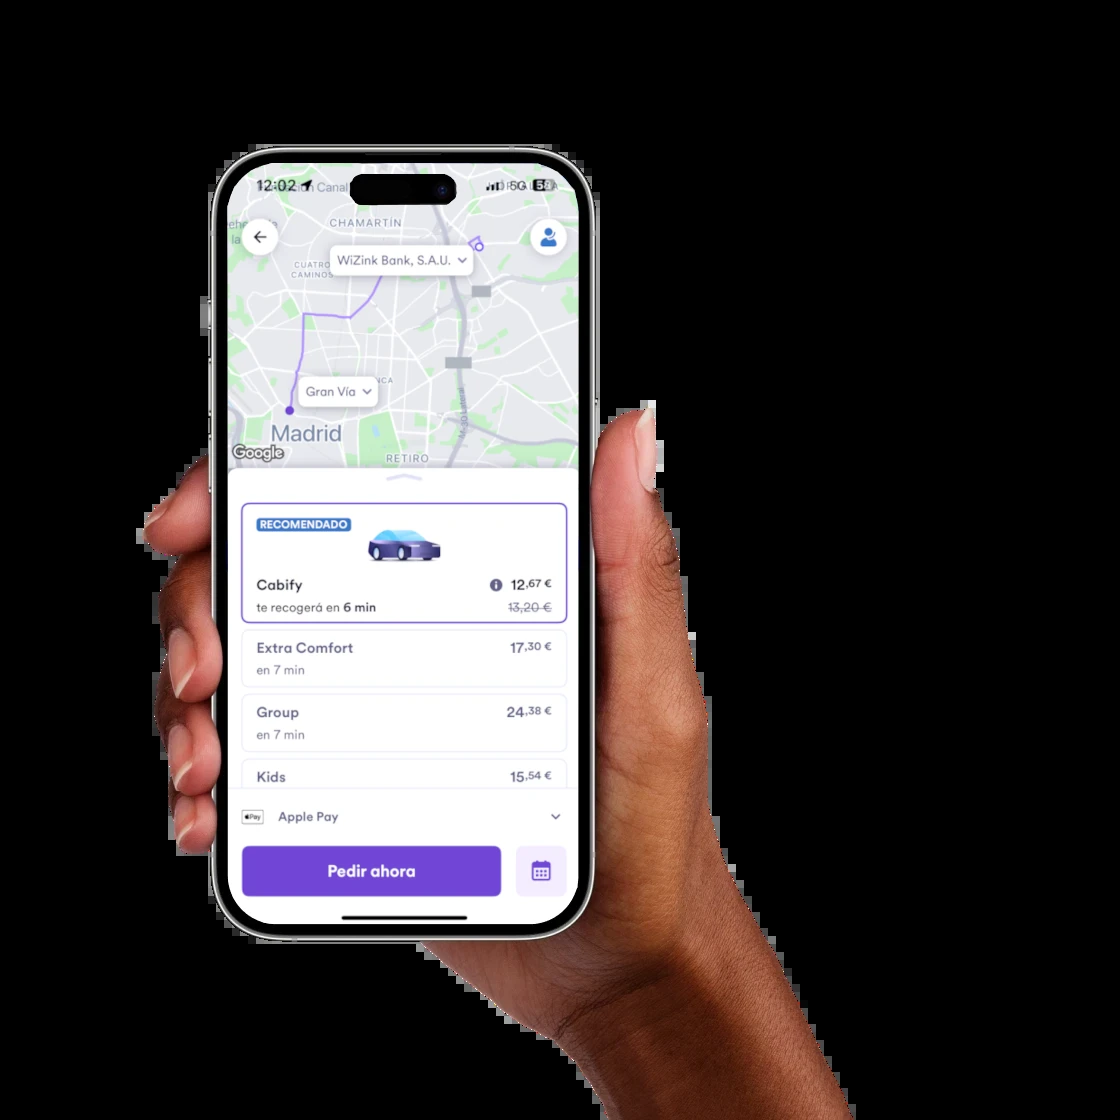 12:02
5G 58
CHAMARTÍN
WiZink Bank, S.A.U.
CUATRO
CAMINOS
Gran Vía
Madrid
Google
RETIRO
RECOMENDADO
Cabify 12,67 €
te recogerá en 6 min 13,20 €
Extra Comfort 17,30 €
en 7 min
Group 24,38 €
en 7 min
Kids 15,54 €
Pay Apple Pay
Pedir ahora